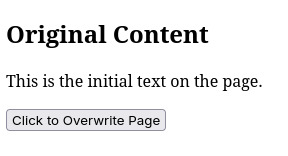 Original Content
This is the initial text on the page.
Click to Overwrite Page